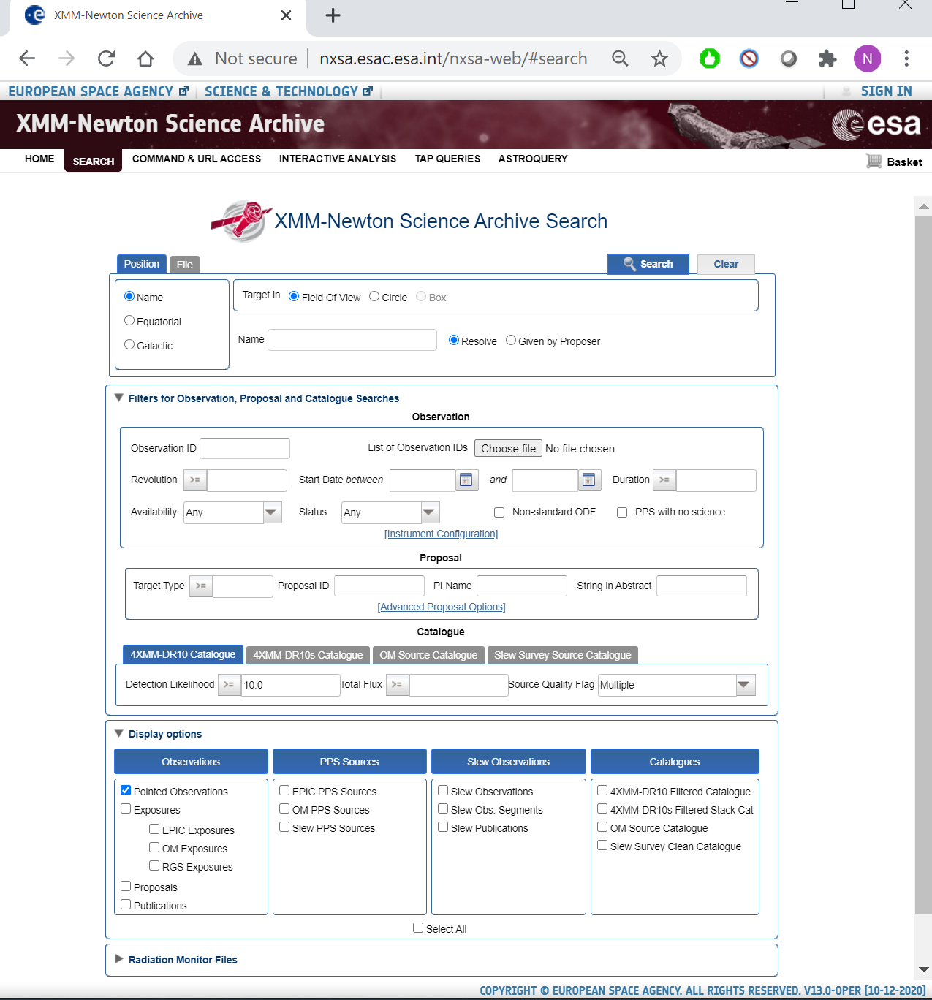 XMM-Newton Science Archive
Not secure nxsa.esac.esa.int/nxsa-web/#search N
EUROPEAN SPACE AGENCY SCIENCE & TECHNOLOGY SIGN IN
XMM-Newton Science Archive esa
HOME SEARCH COMMAND & URL ACCESS INTERACTIVE ANALYSIS TAP QUERIES ASTROQUERY Basket
XMM-Newton Science Archive Search
Position File Search Clear
Name Target in Field Of View Circle Box
Equatorial
Name Resolve Given by Proposer
Galactic
Filters for Observation, Proposal and Catalogue Searches
Observation
Observation ID List of Observation IDs Choose file No file chosen
Revolution >= Start Date between and Duration >=
Availability Any Status Any Non-standard ODF PPS with no science
[Instrument Configuration]
Proposal
Target Type >= Proposal ID PI Name String in Abstract
[Advanced Proposal Options]
Catalogue
4XMM-DR10 Catalogue 4XMM-DR10s Catalogue OM Source Catalogue Slew Survey Source Catalogue
Detection Likelihood >= 10.0 Total Flux >= Source Quality Flag Multiple
Display options
Observations PPS Sources Slew Observations Catalogues
Pointed Observations EPIC PPS Sources Slew Observations 4XMM-DR10 Filtered Catalogue
Exposures OM PPS Sources Slew Obs. Segments 4XMM-DR10s Filtered Stack Cat
EPIC Exposures Slew PPS Sources Slew Publications OM Source Catalogue
OM Exposures Slew Survey Clean Catalogue
RGS Exposures
Proposals
Publications
Select All
Radiation Monitor Files
COPYRIGHT © EUROPEAN SPACE AGENCY. ALL RIGHTS RESERVED. V13.0-OPER (10-12-2020)